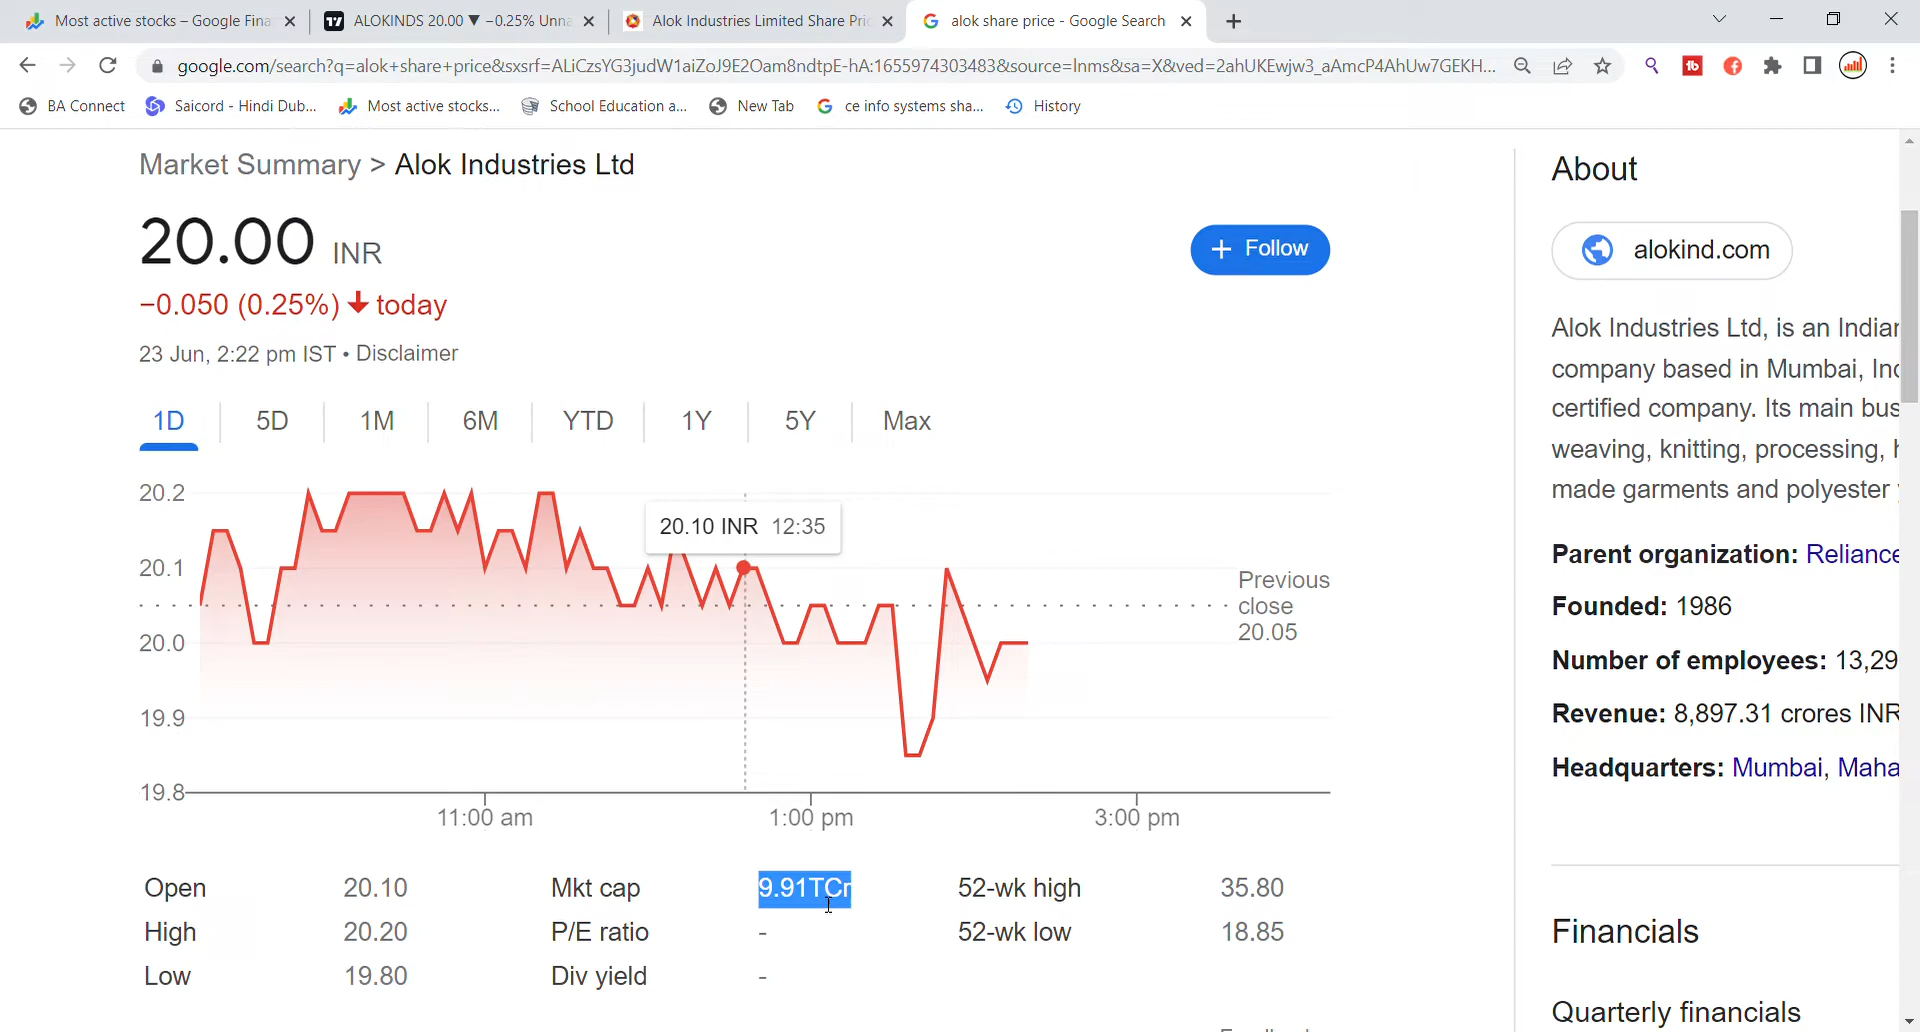 Most active stocks – Google Fina
ALOKINDS 20.00 ▼ −0.25% Unna
Alok Industries Limited Share Pric
alok share price - Google Search
google.com/search?q=alok+share+price&sxsrf=ALiCzsYG3judW1aiZoJ9E2Oam8ndtpE-hA:1655974303483&source=lnms&sa=X&ved=2ahUKEwjw3_aAmcP4AhUw7GEKH...
BA Connect
Saicord - Hindi Dub...
Most active stocks...
School Education a...
New Tab
ce info systems sha...
History
Market Summary > Alok Industries Ltd
20.00 INR
+ Follow
−0.050 (0.25%) today
23 Jun, 2:22 pm IST • Disclaimer
1D 5D 1M 6M YTD 1Y 5Y Max
20.2
20.1
20.0
19.9
19.8
20.10 INR 12:35
Previous
close
20.05
11:00 am 1:00 pm 3:00 pm
Open 20.10 Mkt cap 9.91TCr 52-wk high 35.80
High 20.20 P/E ratio - 52-wk low 18.85
Low 19.80 Div yield -
About
alokind.com
Alok Industries Ltd, is an Indian
company based in Mumbai, Inc
certified company. Its main bus
weaving, knitting, processing, h
made garments and polyester
Parent organization: Reliance
Founded: 1986
Number of employees: 13,29
Revenue: 8,897.31 crores INR
Headquarters: Mumbai, Maha
Financials
Quarterly financials